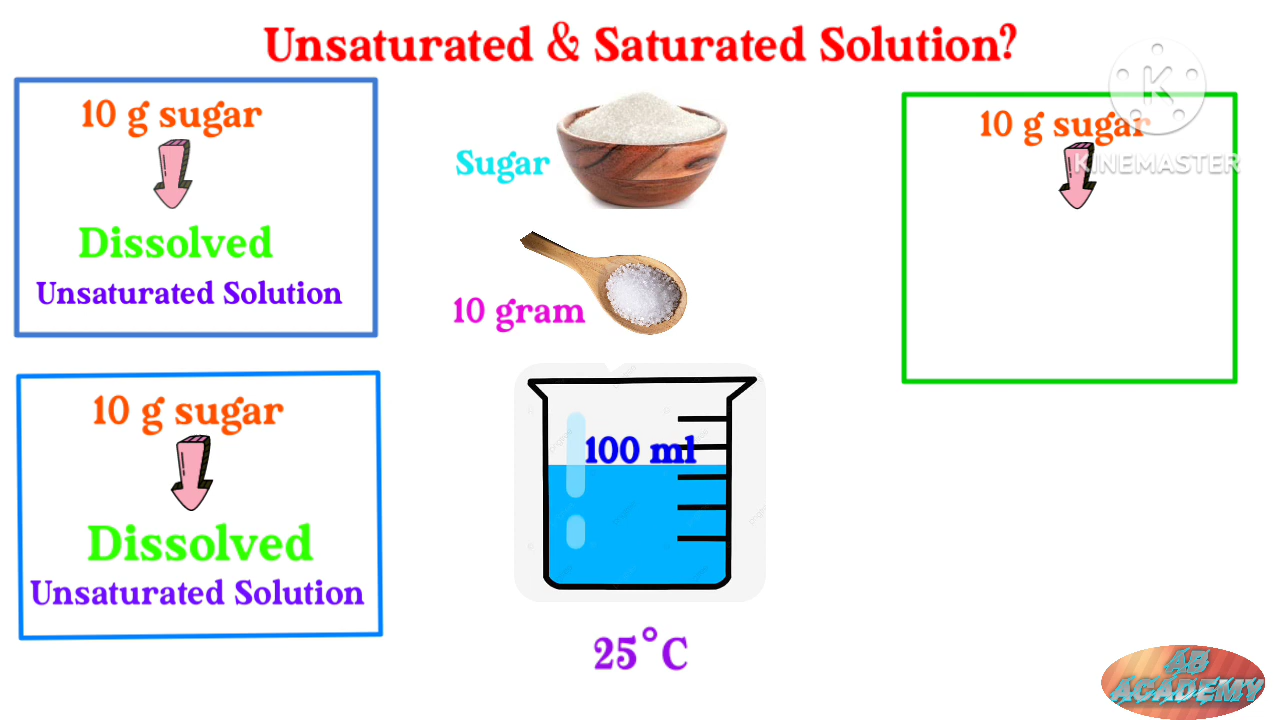 Unsaturated & Saturated Solution?
10 g sugar
Dissolved
Unsaturated Solution
10 g sugar
Dissolved
Unsaturated Solution
Sugar
10 gram
100 ml
25°C
10 g sugar
K
KINEMASTER
AB
ACADEMY